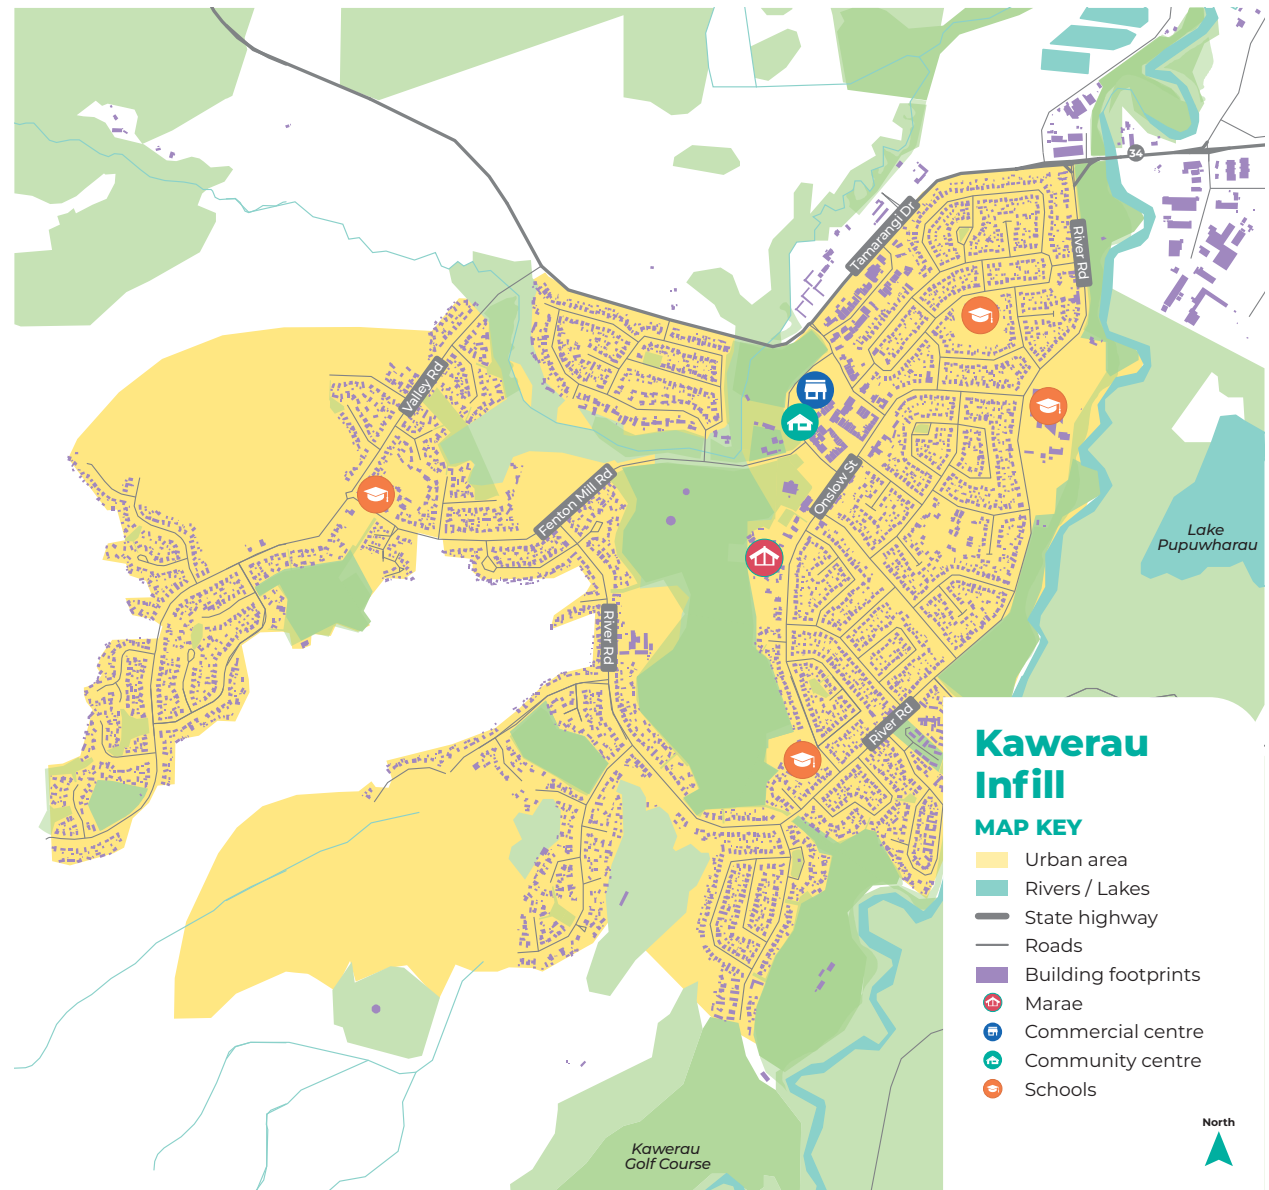 34
Tamarangi Dr
River Rd
Valley Rd
Onslow St
Fenton Mill Rd
Lake
Pupuwharau
River Rd
River Rd
Kawerau
Golf Course
Kawerau
Infill
MAP KEY
Urban area
Rivers / Lakes
State highway
Roads
Building footprints
Marae
Commercial centre
Community centre
Schools
North